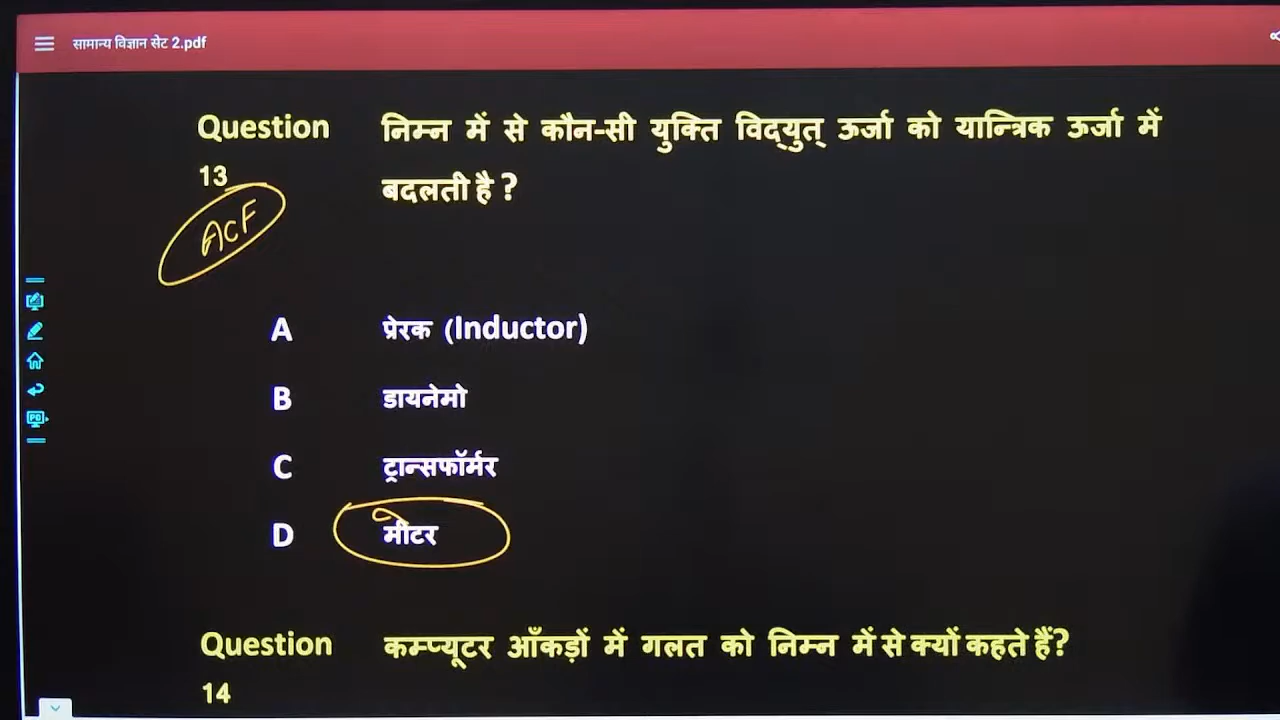 सामान्य विज्ञान सेट 2.pdf
Question 13
निम्न में से कौन-सी युक्ति विद्युत् ऊर्जा को यान्त्रिक ऊर्जा में
बदलती है ?
ACF
A प्रेरक (Inductor)
B डायनेमो
C ट्रान्सफॉर्मर
D मीटर
Question 14
कम्प्यूटर आँकड़ों में गलत को निम्न में से क्यों कहते हैं?